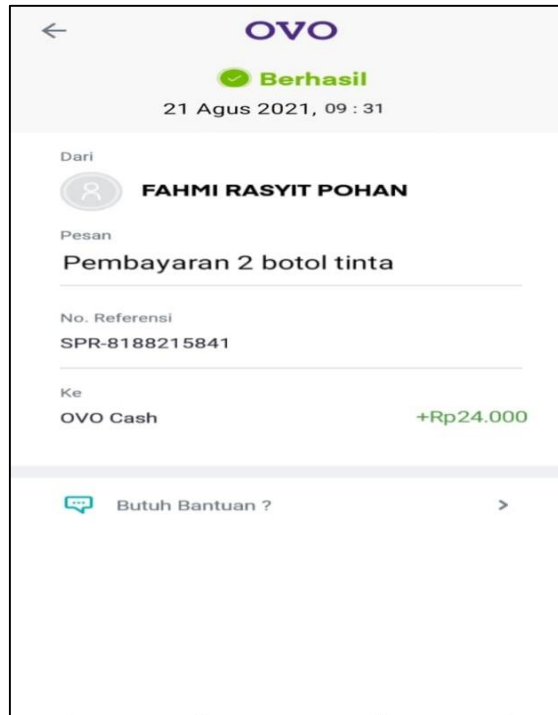 OVO
Berhasil
21 Agus 2021, 09 : 31
Dari
FAHMI RASYIT POHAN
Pesan
Pembayaran 2 botol tinta
No. Referensi
SPR-8188215841
Ke
OVO Cash +Rp24.000
Butuh Bantuan ? >